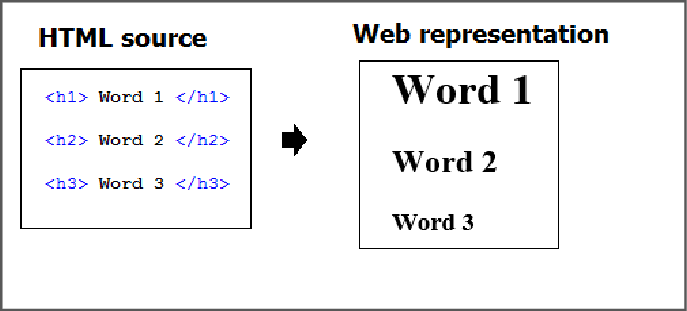 HTML source
<h1> Word 1 </h1>
<h2> Word 2 </h2>
<h3> Word 3 </h3>
Web representation
Word 1
Word 2
Word 3